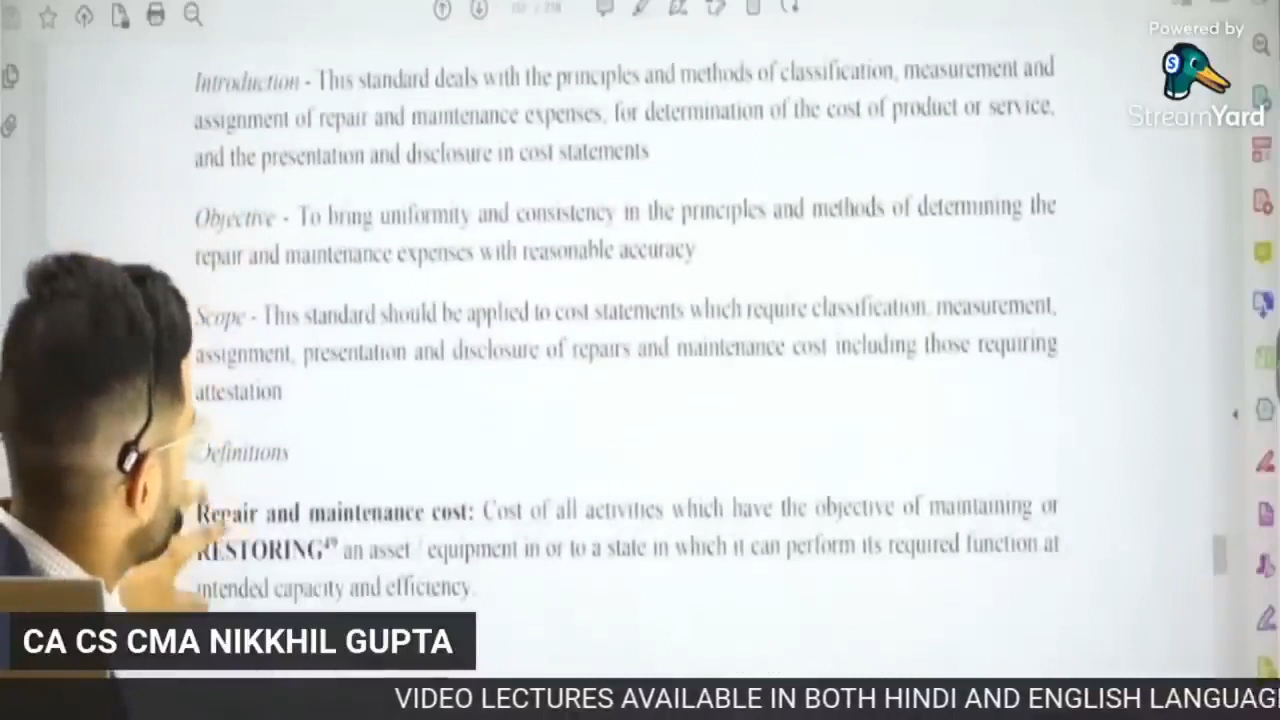 Powered by
StreamYard
Introduction - This standard deals with the principles and methods of classification, measurement and
assignment of repair and maintenance expenses, for determination of the cost of product or service,
and the presentation and disclosure in cost statements
Objective - To bring uniformity and consistency in the principles and methods of determining the
repair and maintenance expenses with reasonable accuracy
Scope - This standard should be applied to cost statements which require classification, measurement,
assignment, presentation and disclosure of repairs and maintenance cost including those requiring
attestation
Definitions
Repair and maintenance cost: Cost of all activities which have the objective of maintaining or
RESTORING⁴⁹ an asset / equipment in or to a state in which it can perform its required function at
intended capacity and efficiency.
CA CS CMA NIKKHIL GUPTA
VIDEO LECTURES AVAILABLE IN BOTH HINDI AND ENGLISH LANGUAG